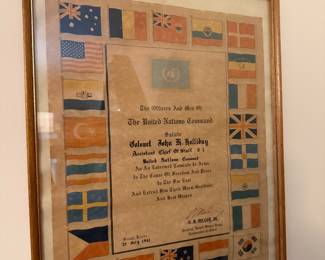 The Officers And Men Of
The United Nations Command
Salute
Colonel John R. Holliday
Assistant Chief Of Staff
United Nations Command
As An Esteemed Comrade In Arms
In The Cause Of Freedom And Peace
In The Far East
And Extend Him Their Warm Gratitude
And Best Wishes
Seoul, Korea